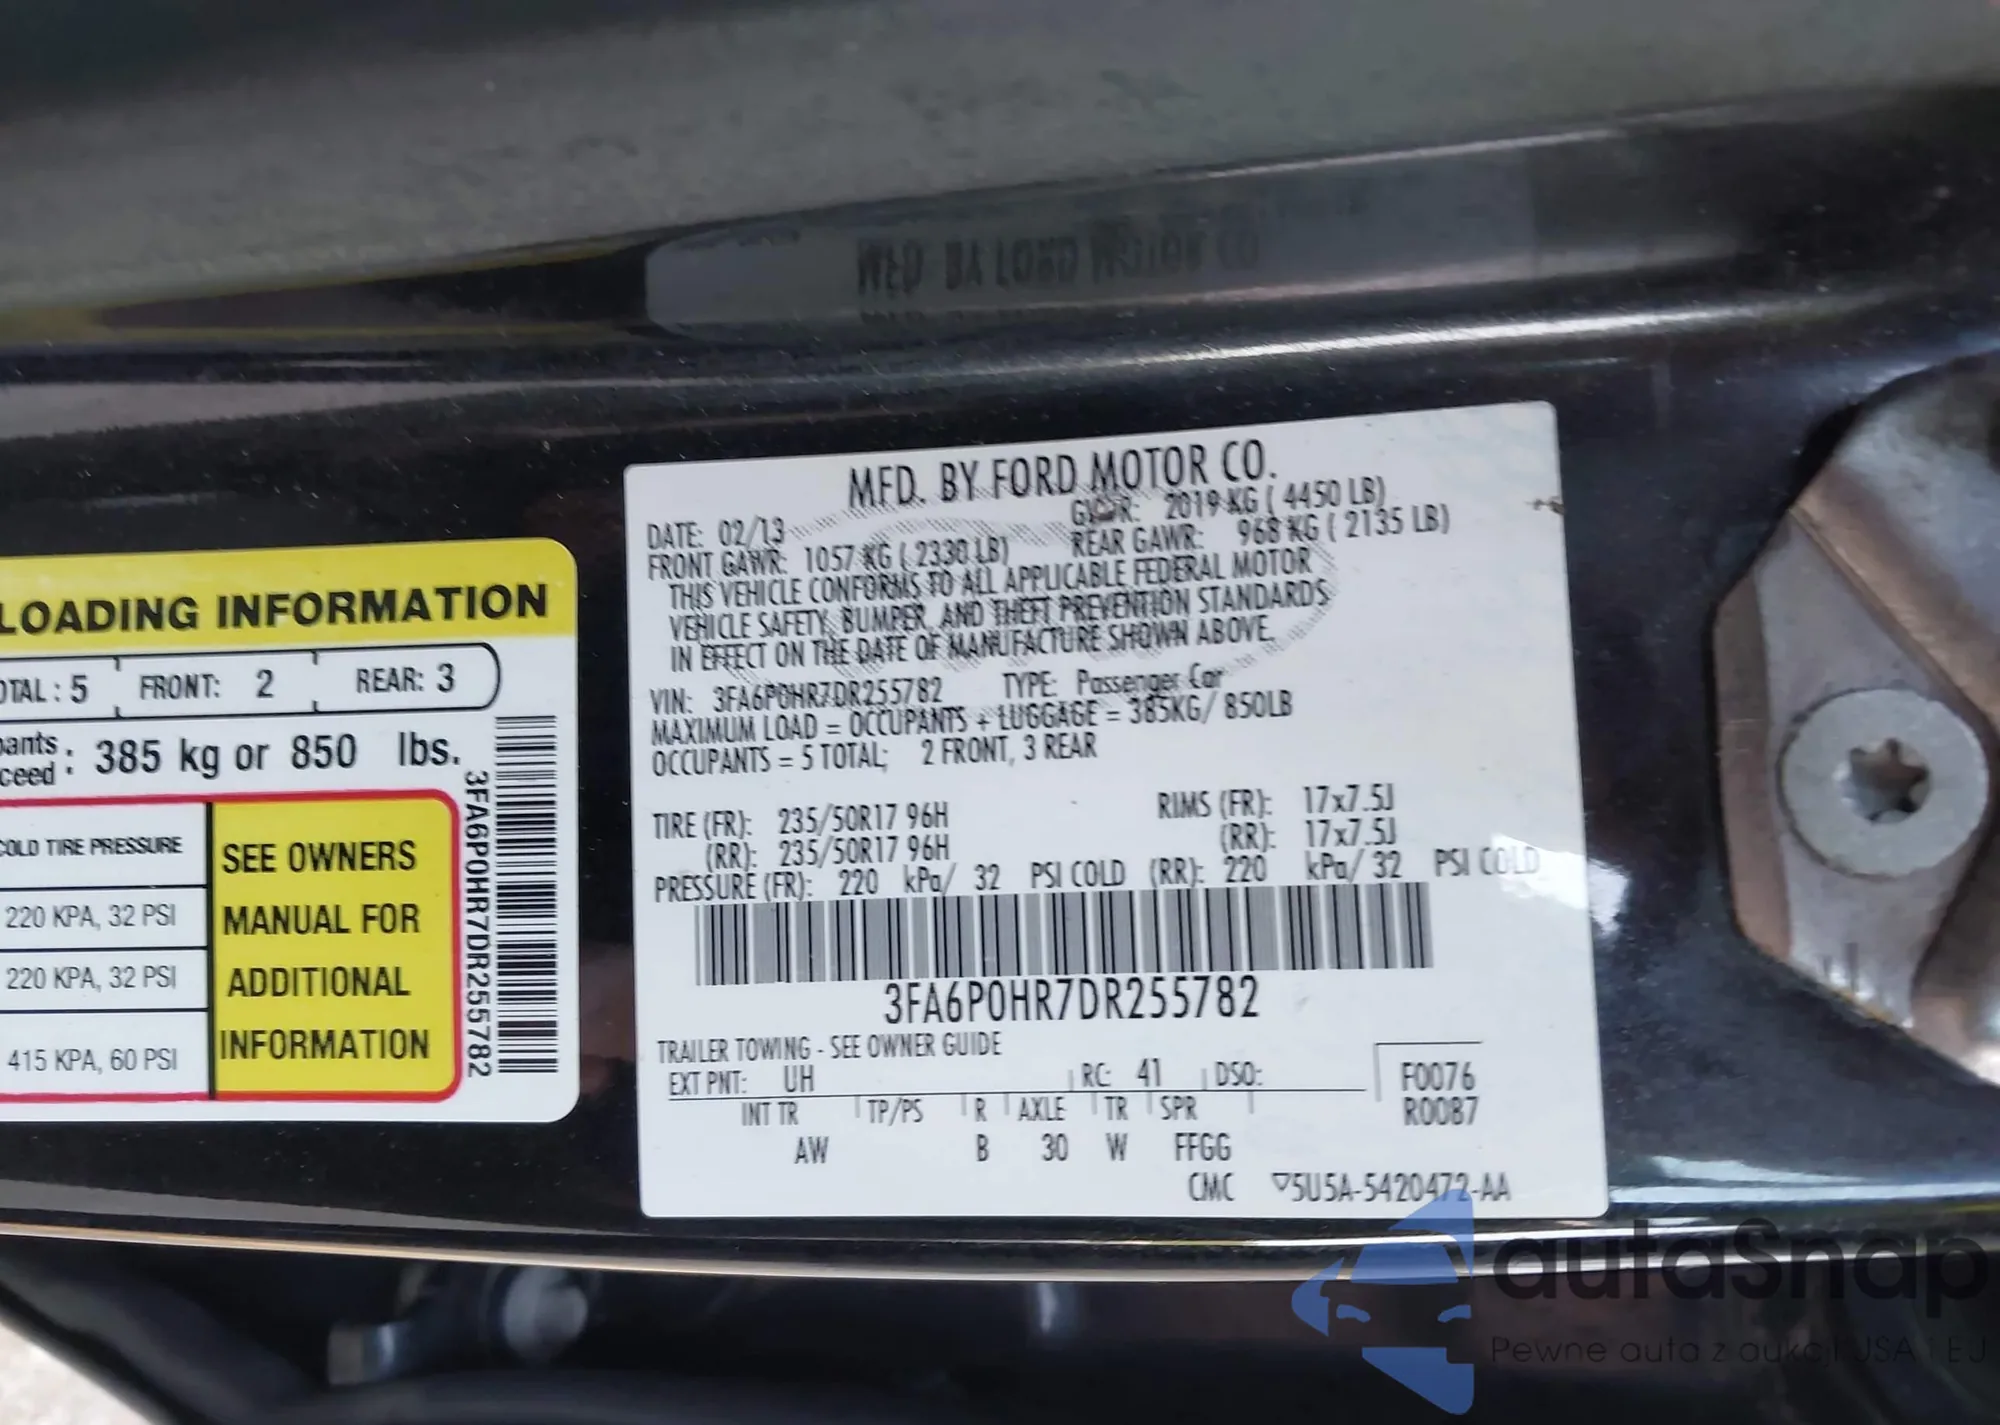 LOADING INFORMATION
OTAL : 5 FRONT: 2 REAR: 3
pants
ceed : 385 kg or 850 lbs.
COLD TIRE PRESSURE
220 KPA, 32 PSI
220 KPA, 32 PSI
415 KPA, 60 PSI
SEE OWNERS
MANUAL FOR
ADDITIONAL
INFORMATION
3FA6P0HR7DR255782
MFD. BY FORD MOTOR CO.
DATE: 02/13 GVWR: 2019 KG ( 4450 LB)
FRONT GAWR: 1057 KG ( 2330 LB) REAR GAWR: 968 KG ( 2135 LB)
THIS VEHICLE CONFORMS TO ALL APPLICABLE FEDERAL MOTOR
VEHICLE SAFETY, BUMPER, AND THEFT PREVENTION STANDARDS
IN EFFECT ON THE DATE OF MANUFACTURE SHOWN ABOVE.
VIN: 3FA6P0HR7DR255782 TYPE: Passenger Car
MAXIMUM LOAD = OCCUPANTS + LUGGAGE = 385KG/ 850LB
OCCUPANTS = 5 TOTAL; 2 FRONT, 3 REAR
TIRE (FR): 235/50R17 96H RIMS (FR): 17x7.5J
(RR): 235/50R17 96H (RR): 17x7.5J
PRESSURE (FR): 220 kPa/ 32 PSI COLD (RR): 220 kPa/ 32 PSI COLD
3FA6P0HR7DR255782
TRAILER TOWING - SEE OWNER GUIDE
EXT PNT: UH RC: 41 DSO: F0076
INT TR TP/PS R AXLE TR SPR R0087
AW B 30 W FFGG
CMC ▽5U5A-5420472-AA
autaSnap
Pewne auta z aukcji USA i EU